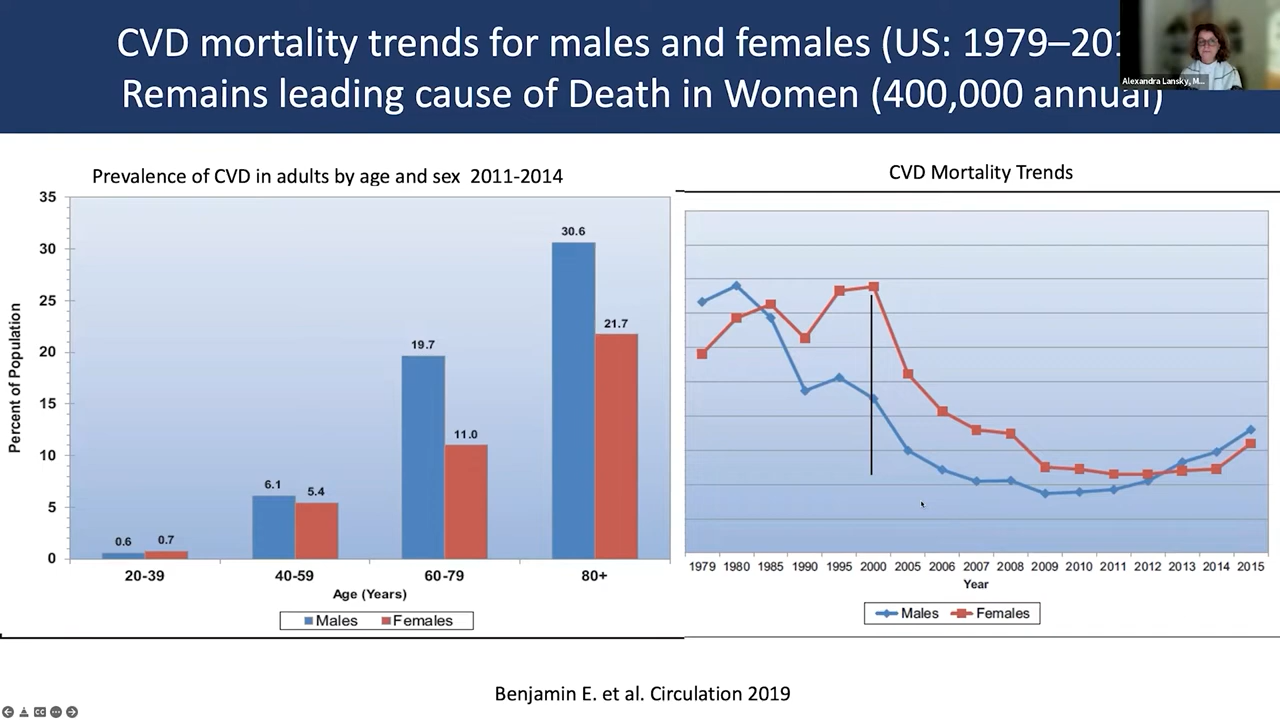 CVD mortality trends for males and females (US: 1979–201
Remains leading cause of Death in Women (400,000 annual)
Alexandra Lansky, M...
Prevalence of CVD in adults by age and sex 2011-2014
35
30
25
20
15
10
5
0
Percent of Population
0.6
0.7
6.1
5.4
19.7
11.0
30.6
21.7
20-39
40-59
60-79
80+
Age (Years)
Males
Females
CVD Mortality Trends
1979 1980 1985 1990 1995 2000 2005 2006 2007 2008 2009 2010 2011 2012 2013 2014 2015
Year
Males
Females
Benjamin E. et al. Circulation 2019
CC